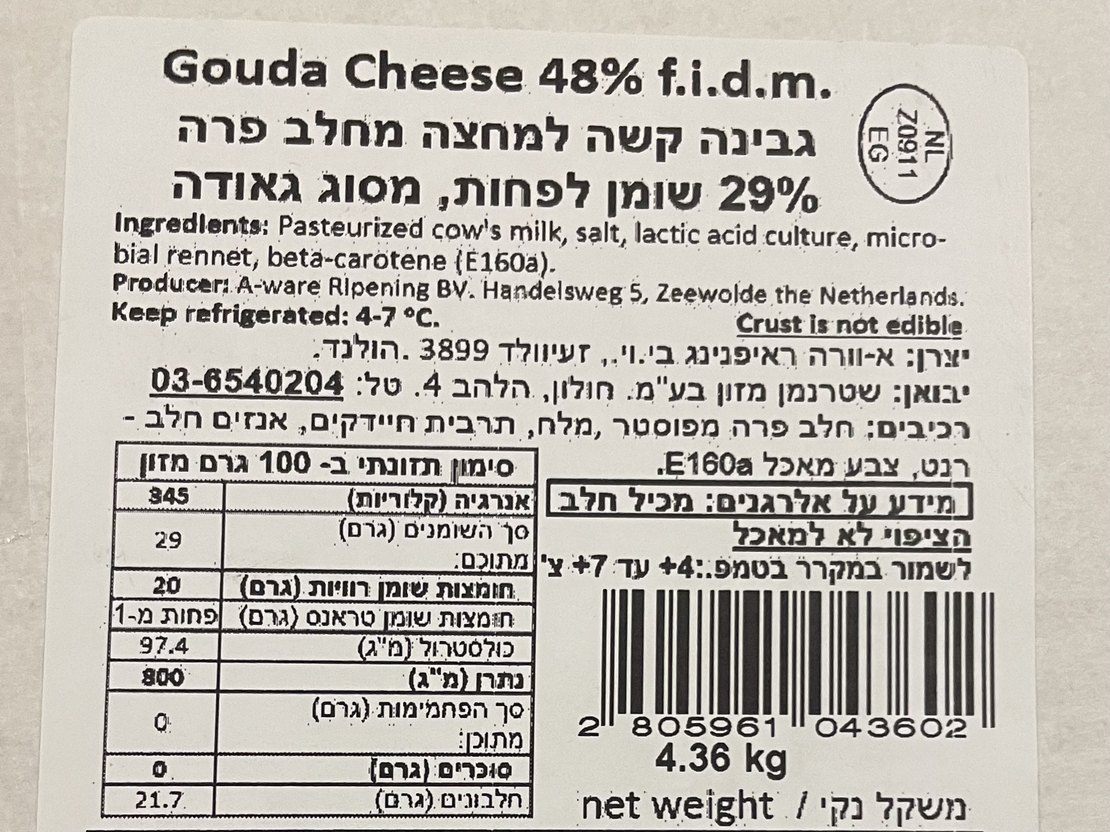 Gouda Cheese 48% f.i.d.m.
גבינה קשה למחצה מחלב פרה
29% שומן לפחות, מסוג גאודה
NL
Z0911
EG
Ingredients: Pasteurized cow's milk, salt, lactic acid culture, micro-
bial rennet, beta-carotene (E160a).
Producer: A-ware Ripening BV. Handelsweg 5, Zeewolde the Netherlands.
Keep refrigerated: 4-7 °C.
Crust is not edible
יצרן: א-וורה ראיפנינג בי.וי., זעיוולד 3899 .הולנד.
יבואן: שטרנמן מזון בע"מ. חולון, הלהב 4. טל: 03-6540204
רכיבים: חלב פרה מפוסטר ,מלח, תרבית חיידקים, אנזים חלב -
רנט, צבע מאכל E160a.
מידע על אלרגנים: מכיל חלב
הציפוי לא למאכל
לשמור במקרר בטמפ.:4+ עד 7+ צ'
סימון תזונתי ב- 100 גרם מזון
אנרגיה (קלוריות) 345
סך השומנים (גרם) 29
מתוכם:
חומצות שומן רוויות (גרם) 20
חומצות שומן טראנס (גרם) פחות מ-1
כולסטרול (מ"ג) 97.4
נתרן (מ"ג) 800
סך הפחמימות (גרם) 0
מתוכן:
סוכרים (גרם) 0
חלבונים (גרם) 21.7
2 805961 043602
4.36 kg
net weight / משקל נקי